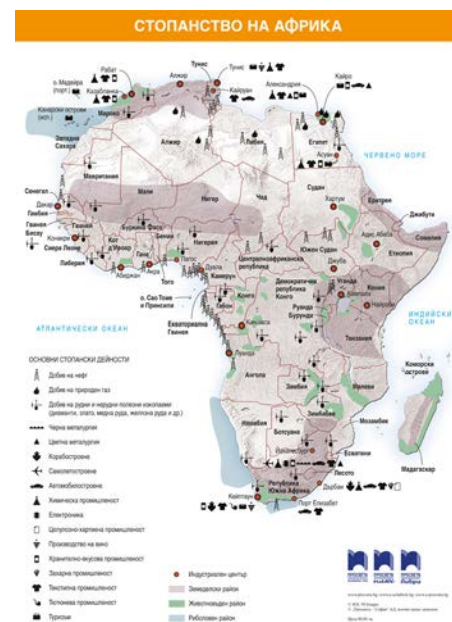 СТОПАНСТВО НА АФРИКА
Тунис
Тунис
Рабат
Алжир
Кайро
о. Мадейра
(порт.)
Казабланка
Кайруан
Александрия
Канарски острови
(исп.)
Мароко
Западна
Сахара
Алжир
Либия
Египет
Асуан
ЧЕРВЕНО МОРЕ
Мавритания
Мали
Нигер
Чад
Судан
Хартум
Еритрея
Сенегал
Дакар
Гамбия
Гвинея
Бисау
Гвинея
Буркина Фасо
Джибути
Сомалия
Адис Абеба
Етиопия
Конакри
Сиера Леоне
Кот
д'Ивоар
Гана
Бенин
Нигерия
Либерия
Абиджан
Акра
Того
Лагос
Дуала
Камерун
Централноафриканска
република
Южен Судан
Джуба
о. Сао Томе
и Принсипи
Екваториална
Гвинея
Габон
Конго
Демократична
република
Конго
Уганда
Кампала
Кения
Найроби
Руанда
Бурунди
ИНДИЙСКИ
ОКЕАН
АТЛАНТИЧЕСКИ ОКЕАН
Киншаса
Луанда
Танзания
Коморски
острови
Ангола
Замбия
Малави
Зимбабве
Мозамбик
Намибия
Ботсвана
Мадагаскар
Йоханесбург
Есватини
Лесото
Република
Южна Африка
Дърбан
Кейптаун
Порт Елизабет
ОСНОВНИ СТОПАНСКИ ДЕЙНОСТИ
Добив на нефт
Добив на природен газ
Добив на рудни и нерудни полезни изкопаеми
(диаманти, злато, медна руда, желязна руда и др.)
Черна металургия
Цветна металургия
Корабостроене
Самолетостроене
Автомобилостроене
Химическа промишленост
Електроника
Целулозно-хартиена промишленост
Производство на вино
Хранително-вкусова промишленост
Захарна промишленост
Текстилна промишленост
Тютюнева промишленост
Туризъм
Индустриален център
Земеделски район
Животновъден район
Риболовен район